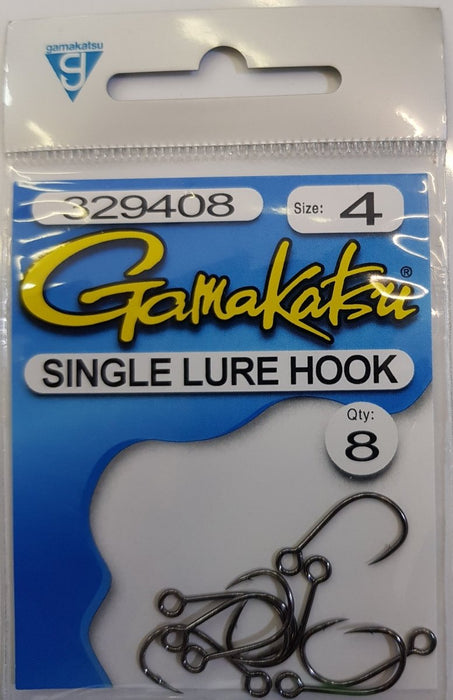 gamakatsu
G
329408
Size: 4
Gamakatsu®
SINGLE LURE HOOK
Qty:
8